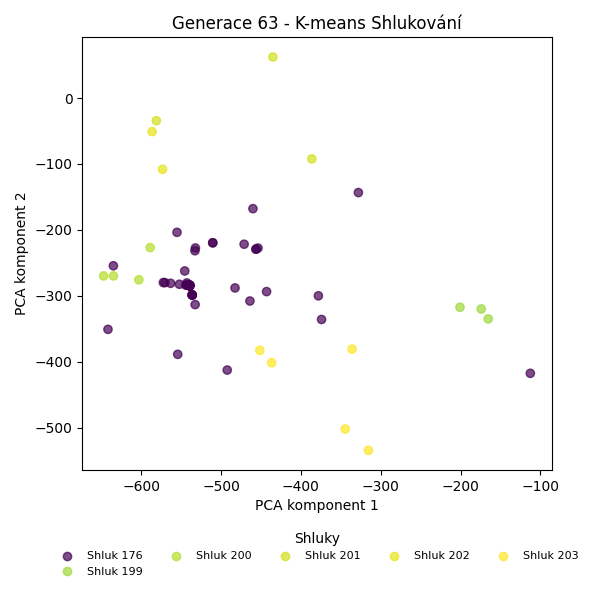 Generace 63 - K-means Shlukování
PCA komponent 2
0
−100
−200
−300
−400
−500
−600 −500 −400 −300 −200 −100
PCA komponent 1
Shluky
Shluk 176 Shluk 200 Shluk 201 Shluk 202 Shluk 203
Shluk 199